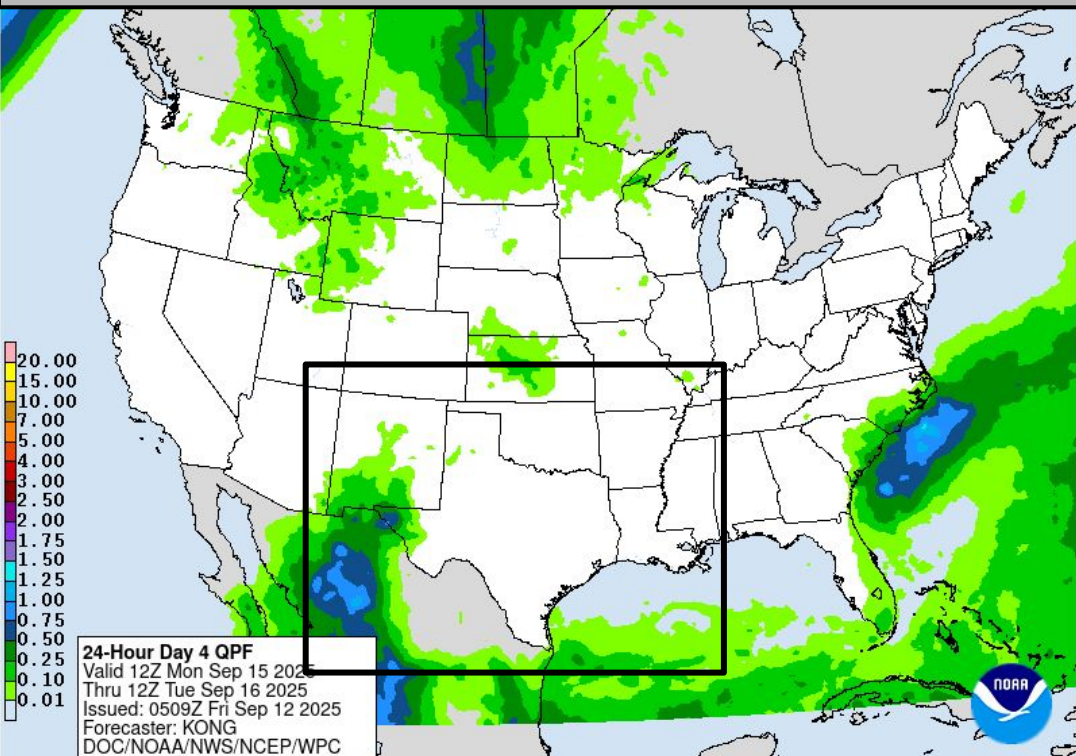 20.00
15.00
10.00
7.00
5.00
4.00
3.00
2.50
2.00
1.75
1.50
1.25
1.00
0.75
0.50
0.25
0.10
0.01
24-Hour Day 4 QPF
Valid 12Z Mon Sep 15 2025
Thru 12Z Tue Sep 16 2025
Issued: 0509Z Fri Sep 12 2025
Forecaster: KONG
DOC/NOAA/NWS/NCEP/WPC
NOAA